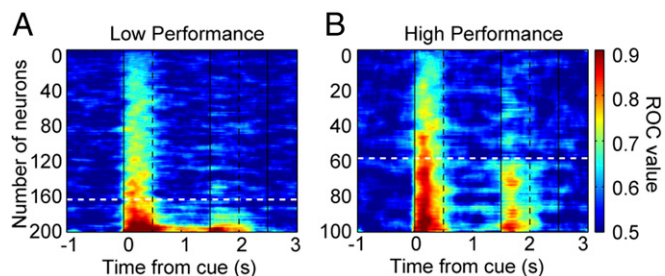 A
Low Performance
Number of neurons
0
40
80
120
160
200
-1 0 1 2 3
Time from cue (s)
B
High Performance
0
20
40
60
80
100
-1 0 1 2 3
Time from cue (s)
0.9
0.8
0.7
0.6
0.5
ROC value